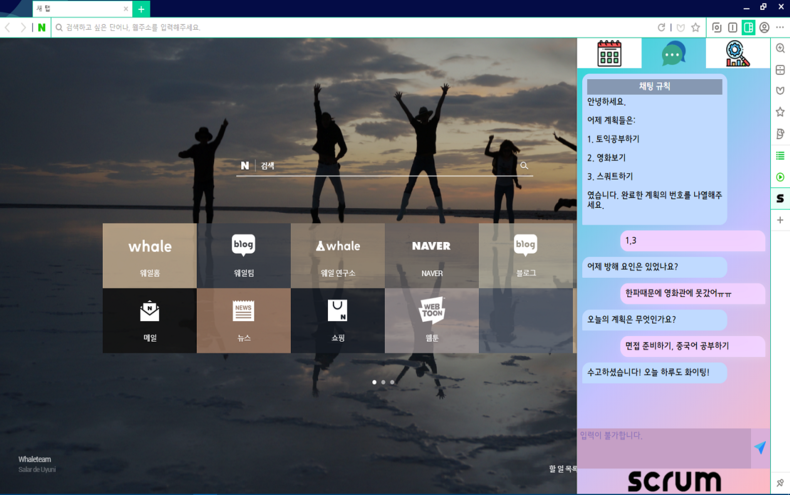 새 탭
검색하고 싶은 단어나, 웹주소를 입력해주세요.
검색
whale
웨일홈
blog
웨일팀
whale
웨일 연구소
NAVER
NAVER
blog
블로그
메일
NEWS
뉴스
쇼핑
WEB
TOON
웹툰
Whaleteam
Salar de Uyuni
할 일 목록
채팅 규칙
안녕하세요.
어제 계획들은:
1. 토익공부하기
2. 영화보기
3. 스쿼트하기
였습니다. 완료한 계획의 번호를 나열해주
세요.
1,3
어제 방해 요인은 있었나요?
한파때문에 영화관에 못갔어ㅠㅠ
오늘의 계획은 무엇인가요?
면접 준비하기, 중국어 공부하기
수고하셨습니다! 오늘 하루도 화이팅!
입력이 불가합니다.
scrum